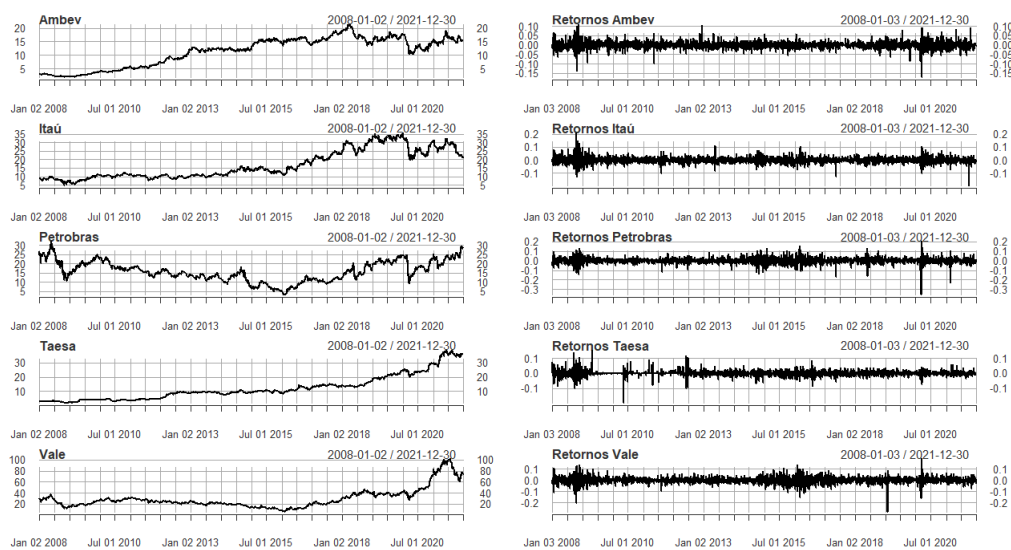 Ambev 2008-01-02 / 2021-12-30
20 20
15 15
10 10
5 5
Jan 02 2008 Jul 01 2010 Jan 02 2013 Jul 01 2015 Jan 02 2018 Jul 01 2020
Retornos Ambev 2008-01-03 / 2021-12-30
0.10 0.10
0.05 0.05
0.00 0.00
-0.05 -0.05
-0.10 -0.10
-0.15 -0.15
Jan 03 2008 Jul 01 2010 Jan 02 2013 Jul 01 2015 Jan 02 2018 Jul 01 2020
Itaú 2008-01-02 / 2021-12-30
35 35
30 30
25 25
20 20
15 15
10 10
5 5
Jan 02 2008 Jul 01 2010 Jan 02 2013 Jul 01 2015 Jan 02 2018 Jul 01 2020
Retornos Itaú 2008-01-03 / 2021-12-30
0.2 0.2
0.1 0.1
0.0 0.0
-0.1 -0.1
Jan 03 2008 Jul 01 2010 Jan 02 2013 Jul 01 2015 Jan 02 2018 Jul 01 2020
Petrobras 2008-01-02 / 2021-12-30
30 30
25 25
20 20
15 15
10 10
5 5
Jan 02 2008 Jul 01 2010 Jan 02 2013 Jul 01 2015 Jan 02 2018 Jul 01 2020
Retornos Petrobras 2008-01-03 / 2021-12-30
0.2 0.2
0.1 0.1
0.0 0.0
-0.1 -0.1
-0.2 -0.2
-0.3 -0.3
Jan 03 2008 Jul 01 2010 Jan 02 2013 Jul 01 2015 Jan 02 2018 Jul 01 2020
Taesa 2008-01-02 / 2021-12-30
30 30
20 20
10 10
Jan 02 2008 Jul 01 2010 Jan 02 2013 Jul 01 2015 Jan 02 2018 Jul 01 2020
Retornos Taesa 2008-01-03 / 2021-12-30
0.1 0.1
0.0 0.0
-0.1 -0.1
Jan 03 2008 Jul 01 2010 Jan 02 2013 Jul 01 2015 Jan 02 2018 Jul 01 2020
Vale 2008-01-02 / 2021-12-30
100 100
80 80
60 60
40 40
20 20
Jan 02 2008 Jul 01 2010 Jan 02 2013 Jul 01 2015 Jan 02 2018 Jul 01 2020
Retornos Vale 2008-01-03 / 2021-12-30
0.1 0.1
0.0 0.0
-0.1 -0.1
-0.2 -0.2
Jan 03 2008 Jul 01 2010 Jan 02 2013 Jul 01 2015 Jan 02 2018 Jul 01 2020